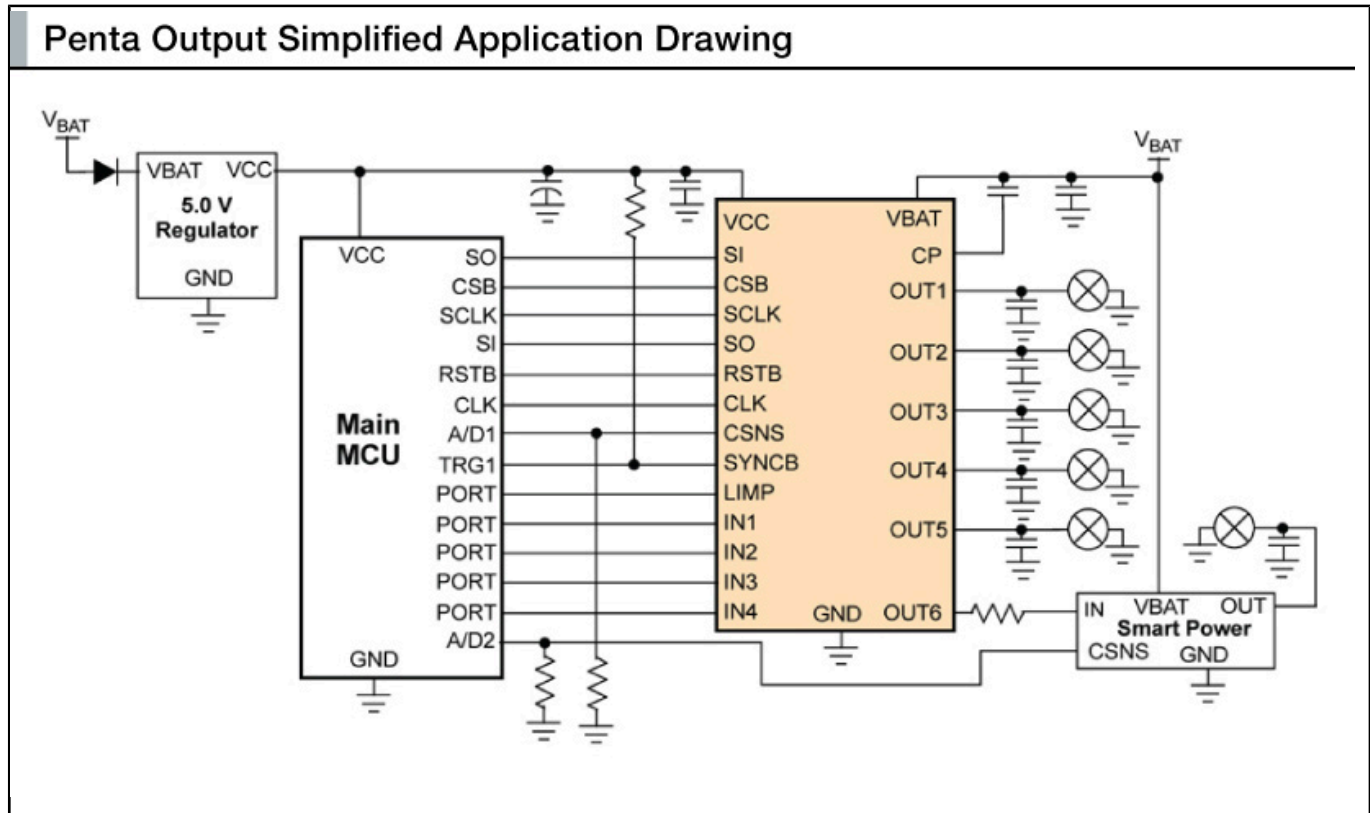 Penta Output Simplified Application Drawing
VBAT
VBAT VCC
5.0 V
Regulator
GND
VCC
SO
CSB
SCLK
SI
RSTB
CLK
A/D1
TRG1
PORT
PORT
PORT
PORT
PORT
A/D2
Main
MCU
GND
VCC
SI
CSB
SCLK
SO
RSTB
CLK
CSNS
SYNCB
LIMP
IN1
IN2
IN3
IN4
GND
VBAT
CP
OUT1
OUT2
OUT3
OUT4
OUT5
OUT6
VBAT
IN VBAT OUT
Smart Power
CSNS GND